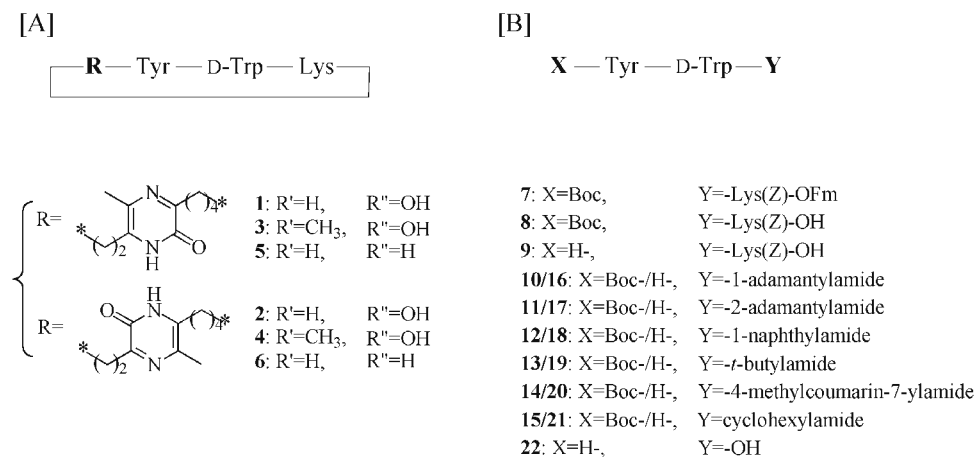 [A]
R — Tyr — D-Trp — Lys
R=
N
( )4*
*( )2
N
H
O
1: R'=H, R"=OH
3: R'=CH3, R"=OH
5: R'=H, R"=H
R=
H
O
N
( )4*
*( )2
N
2: R'=H, R"=OH
4: R'=CH3, R"=OH
6: R'=H, R"=H
[B]
X — Tyr — D-Trp — Y
7: X=Boc, Y=-Lys(Z)-OFm
8: X=Boc, Y=-Lys(Z)-OH
9: X=H-, Y=-Lys(Z)-OH
10/16: X=Boc-/H-, Y=-1-adamantylamide
11/17: X=Boc-/H-, Y=-2-adamantylamide
12/18: X=Boc-/H-, Y=-1-naphthylamide
13/19: X=Boc-/H-, Y=-t-butylamide
14/20: X=Boc-/H-, Y=-4-methylcoumarin-7-ylamide
15/21: X=Boc-/H-, Y=cyclohexylamide
22: X=H-, Y=-OH